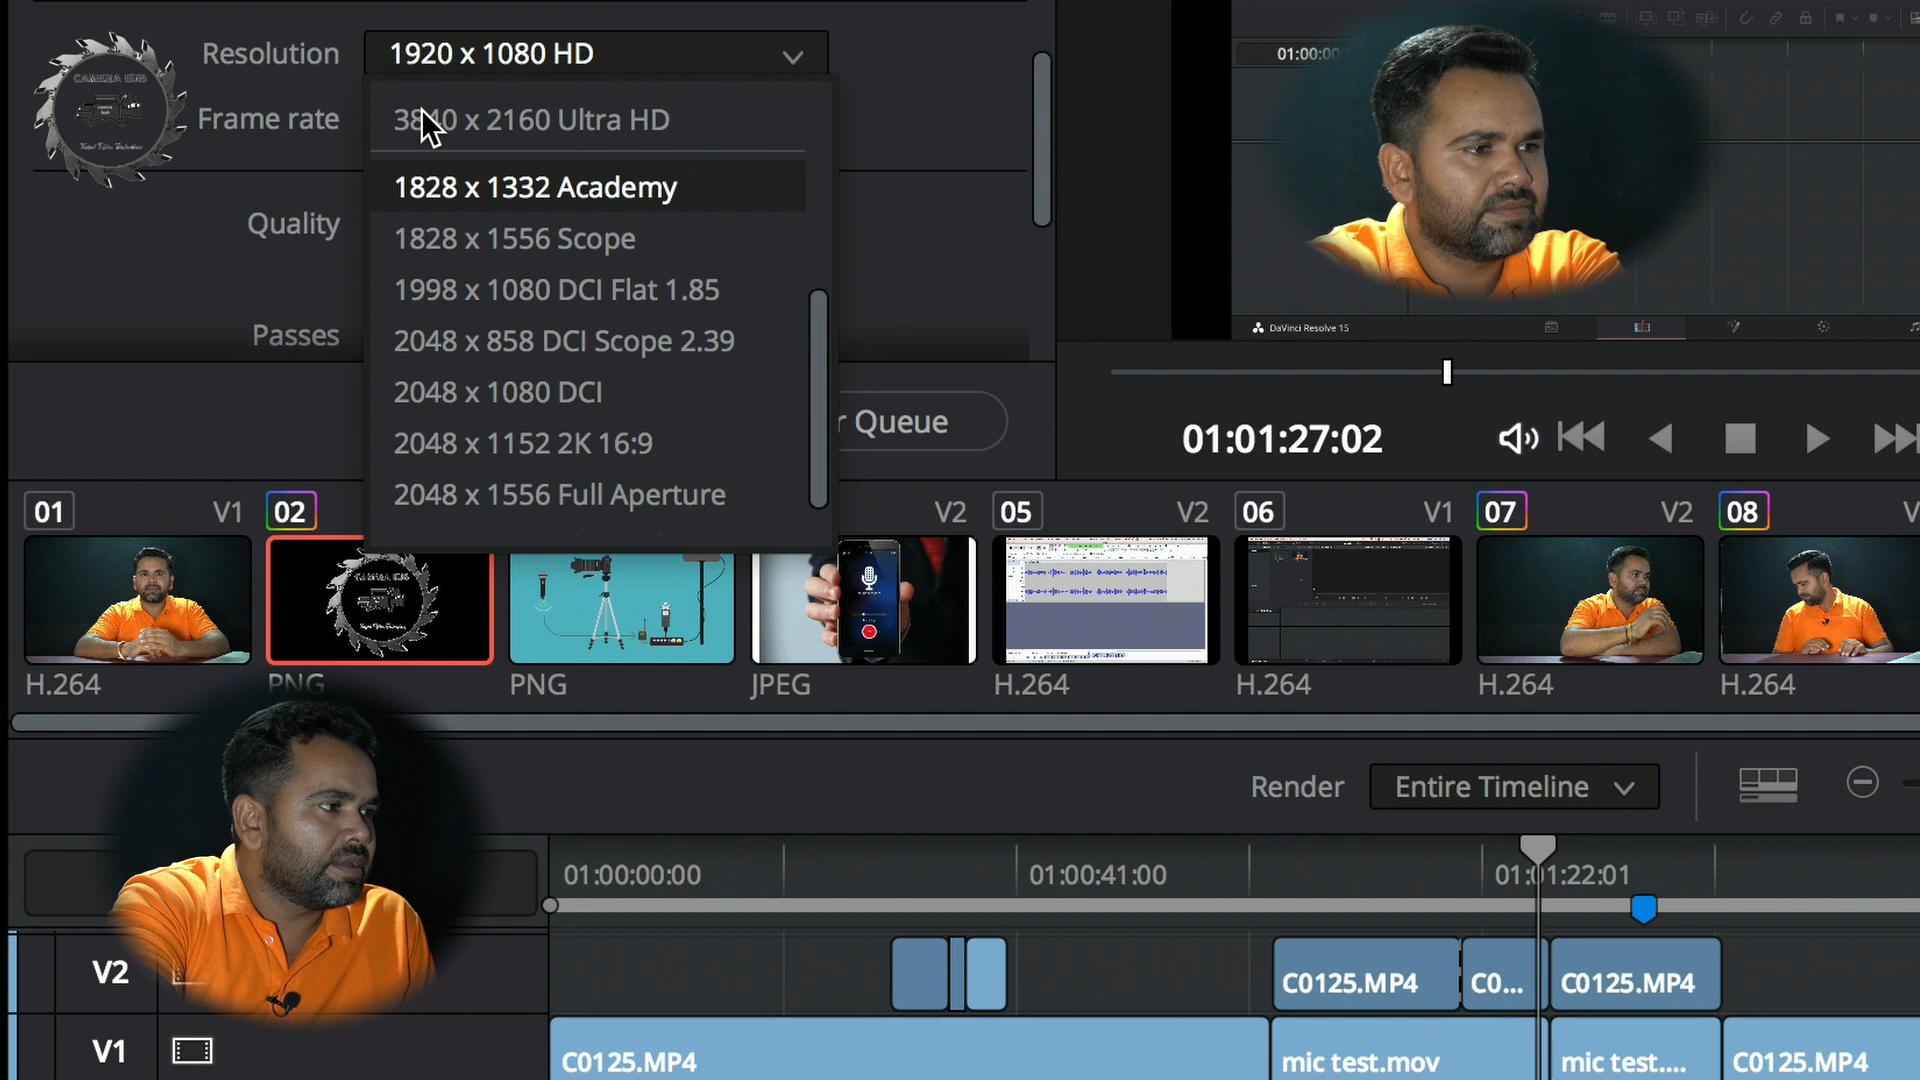 Resolution
1920 x 1080 HD
CAMERA HUB
Frame rate
3840 x 2160 Ultra HD
1828 x 1332 Academy
Quality
1828 x 1556 Scope
1998 x 1080 DCI Flat 1.85
Passes
2048 x 858 DCI Scope 2.39
2048 x 1080 DCI
r Queue
2048 x 1152 2K 16:9
2048 x 1556 Full Aperture
01:00:00:
DaVinci Resolve 15
01:01:27:02
01 V1
02
V2
05 V2
06 V1
07 V2
08 V
CAMERA HUB
H.264
PNG
PNG
JPEG
H.264
H.264
H.264
H.264
Render
Entire Timeline
01:00:00:00
01:00:41:00
01:01:22:01
V2
C0125.MP4
C0...
C0125.MP4
V1
C0125.MP4
mic test.mov
mic test....
C0125.MP4